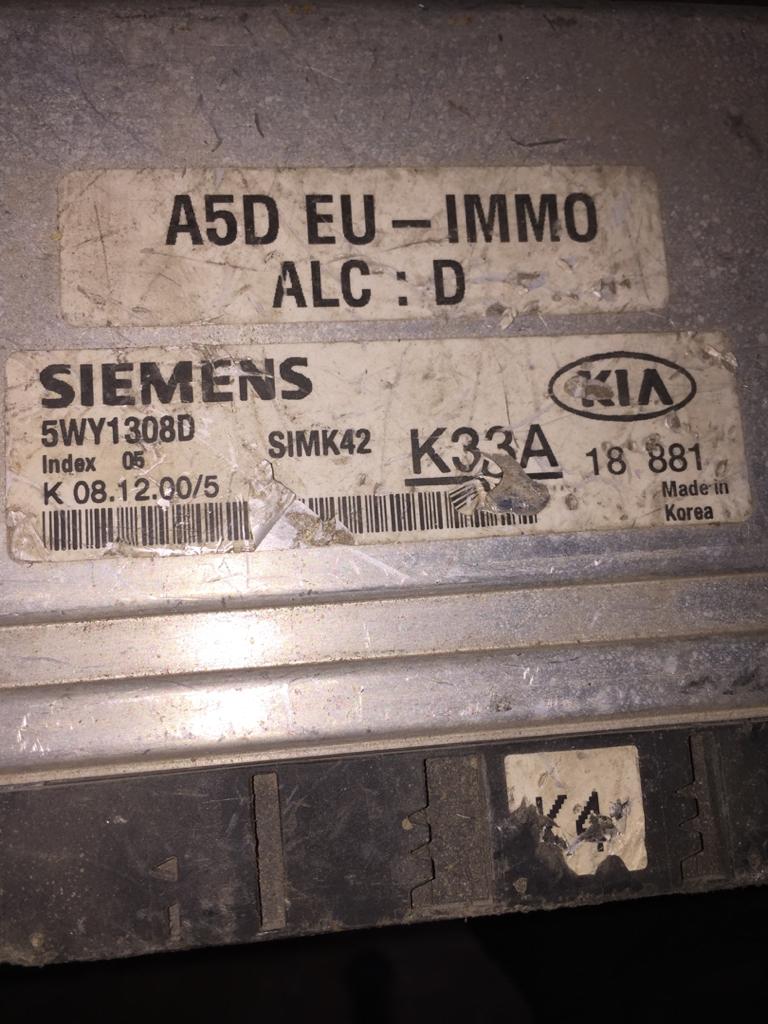 A5D EU – IMMO
ALC : D
SIEMENS
KIA
5WY1308D
SIMK42
K33A
18 881
Index 05
K 08.12.00/5
Made in
Korea